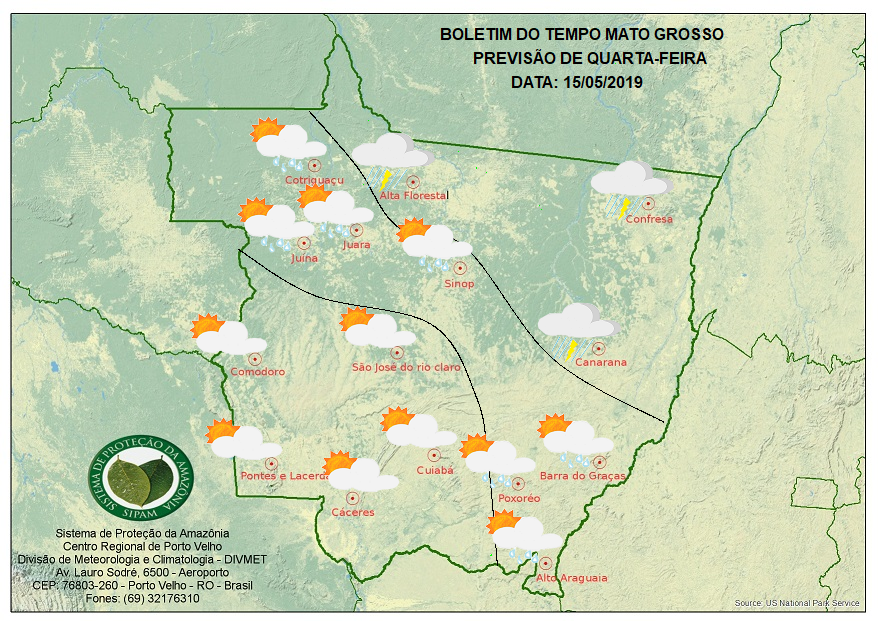 BOLETIM DO TEMPO MATO GROSSO
PREVISÃO DE QUARTA-FEIRA
DATA: 15/05/2019
Cotriguaçu
Alta Floresta
Confresa
Juína
Juara
Sinop
Comodoro
São José do rio claro
Canarana
Pontes e Lacerda
Cuiabá
Barra do Garças
Cáceres
Poxoréo
Alto Araguaia
SISTEMA DE PROTEÇÃO DA AMAZÔNIA
SIPAM
Sistema de Proteção da Amazônia
Centro Regional de Porto Velho
Divisão de Meteorologia e Climatologia - DIVMET
Av. Lauro Sodré, 6500 - Aeroporto
CEP: 76803-260 - Porto Velho - RO - Brasil
Fones: (69) 32176310
Source: US National Park Service